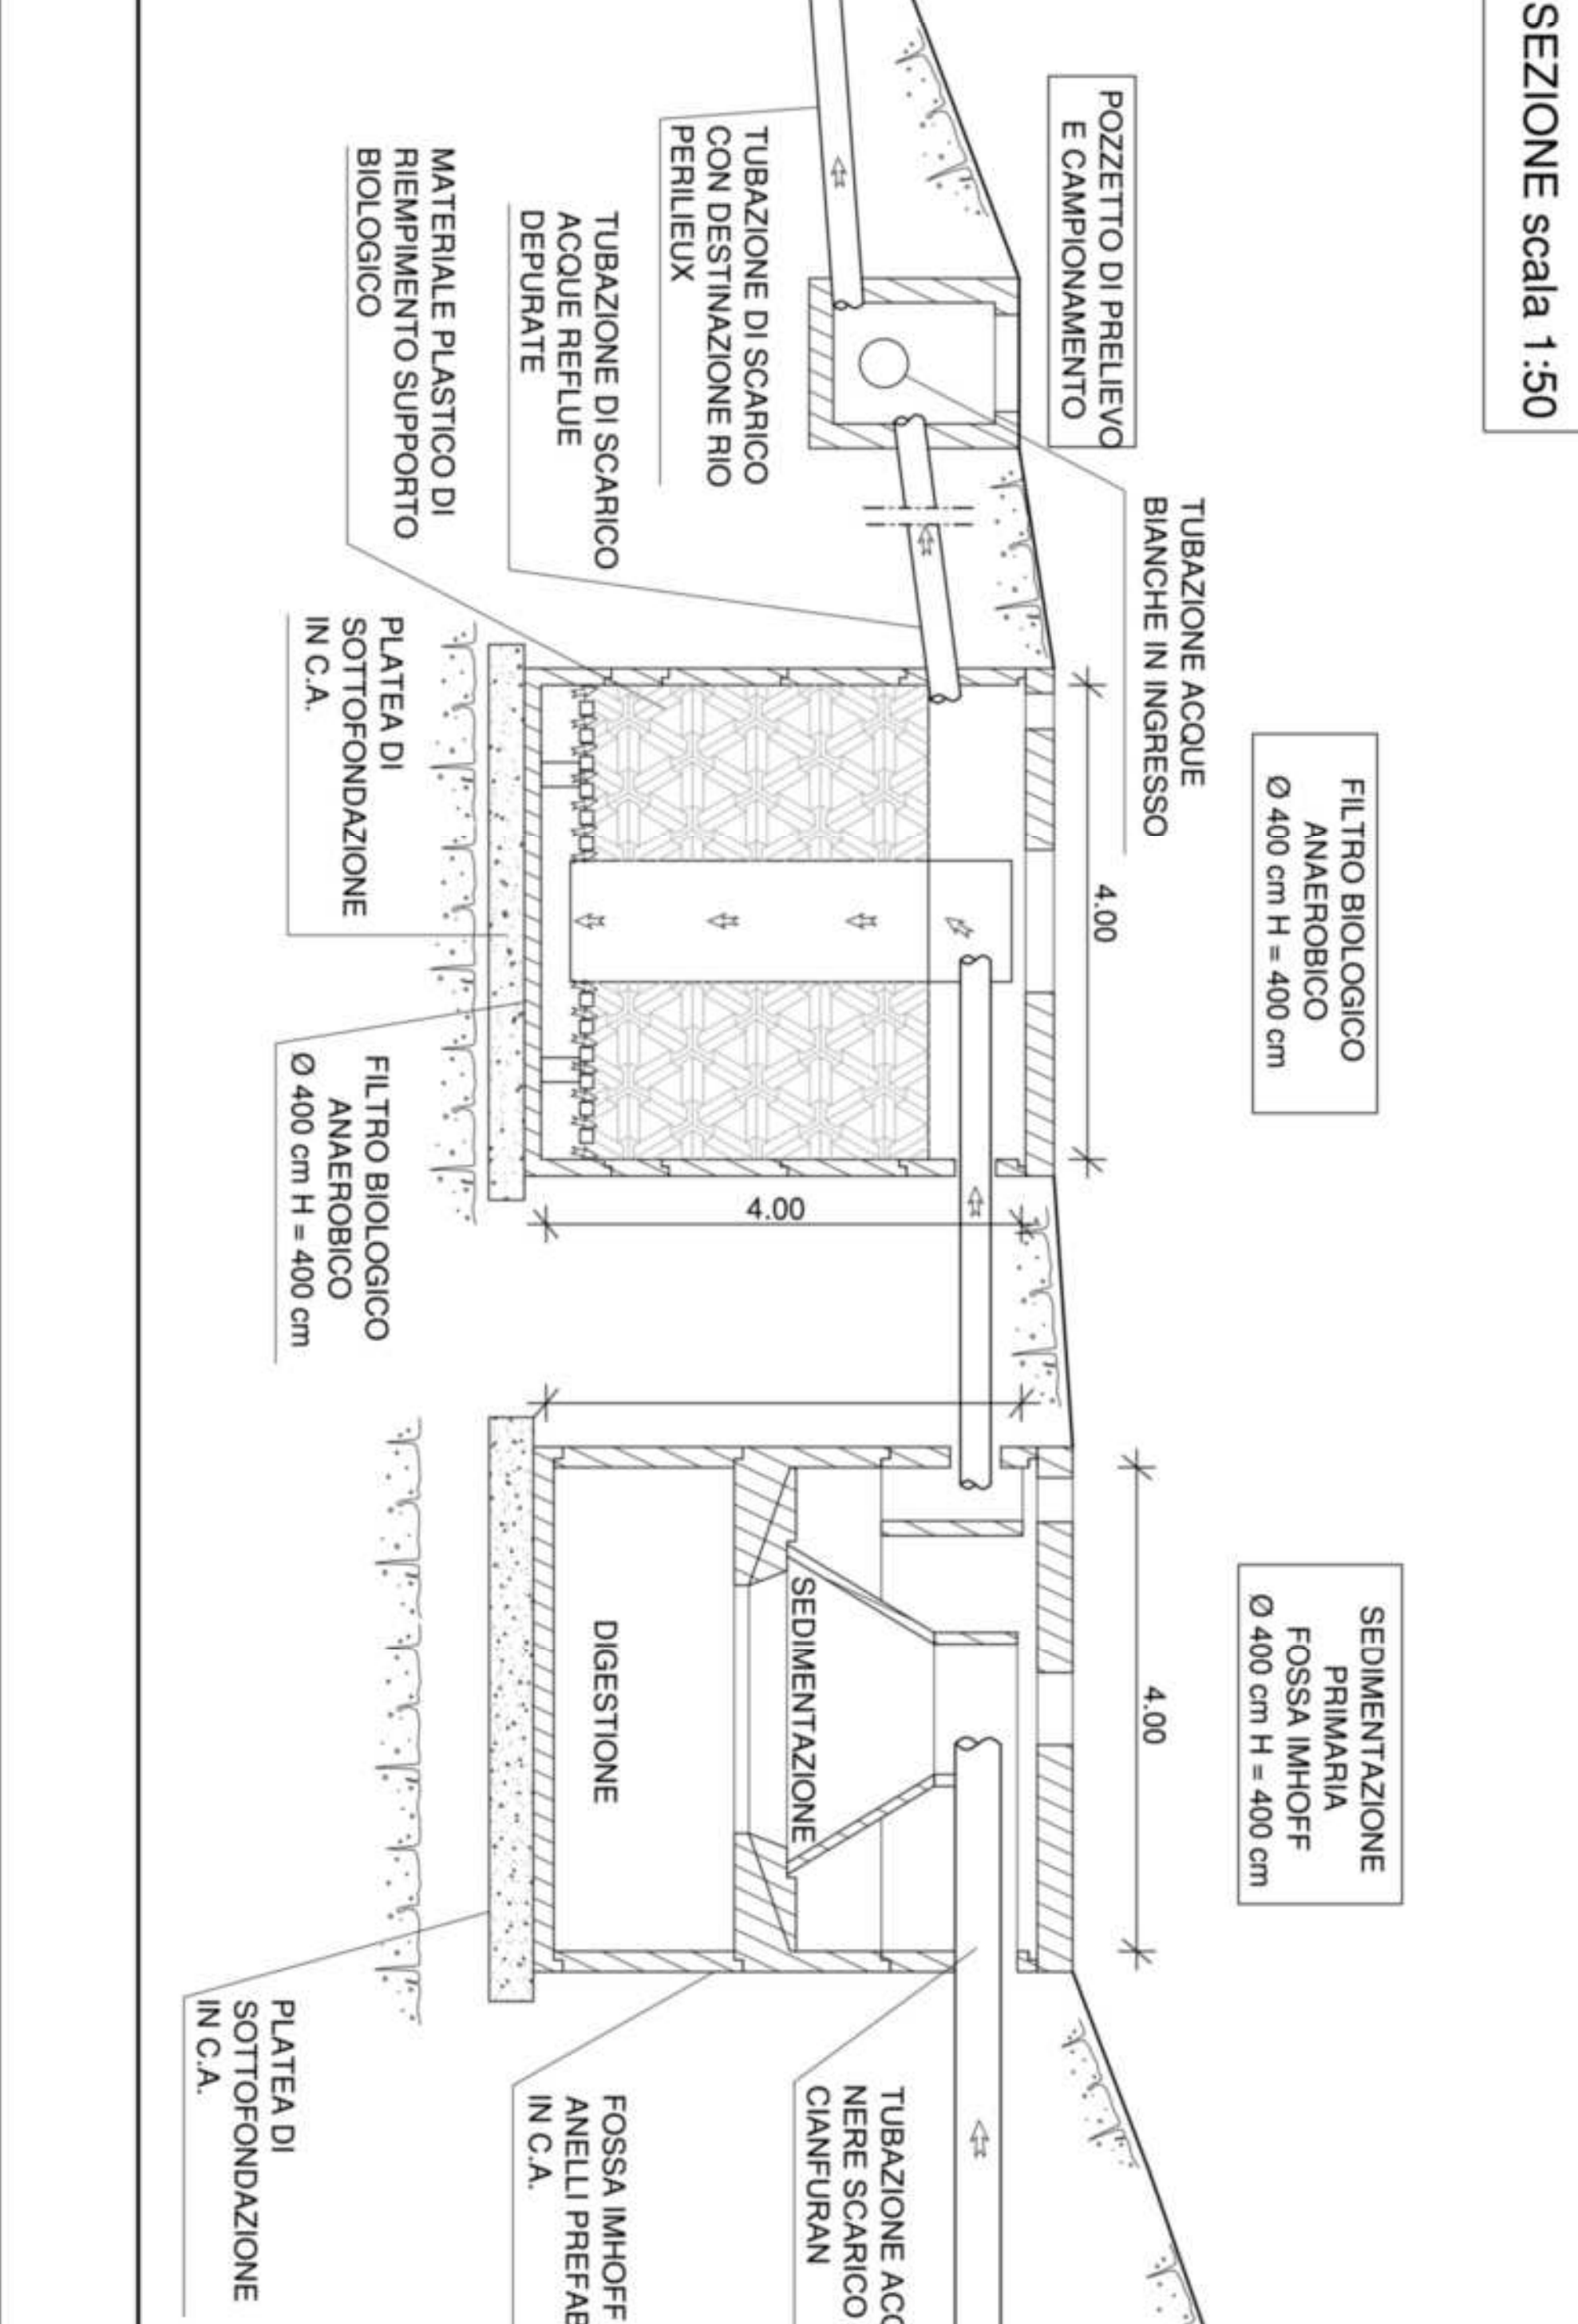 SEZIONE scala 1:50
POZZETTO DI PRELIEVO
E CAMPIONAMENTO
TUBAZIONE ACQUE
BIANCHE IN INGRESSO
FILTRO BIOLOGICO
ANAEROBICO
Ø 400 cm H = 400 cm
SEDIMENTAZIONE
PRIMARIA
FOSSA IMHOFF
Ø 400 cm H = 400 cm
4.00
4.00
4.00
TUBAZIONE DI SCARICO
CON DESTINAZIONE RIO
PERILIEUX
TUBAZIONE DI SCARICO
ACQUE REFLUE
DEPURATE
MATERIALE PLASTICO DI
RIEMPIMENTO SUPPORTO
BIOLOGICO
PLATEA DI
SOTTOFONDAZIONE
IN C.A.
FILTRO BIOLOGICO
ANAEROBICO
Ø 400 cm H = 400 cm
SEDIMENTAZIONE
DIGESTIONE
TUBAZIONE ACQ
NERE SCARICO
CIANFURAN
FOSSA IMHOFF
ANELLI PREFAB
IN C.A.
PLATEA DI
SOTTOFONDAZIONE
IN C.A.